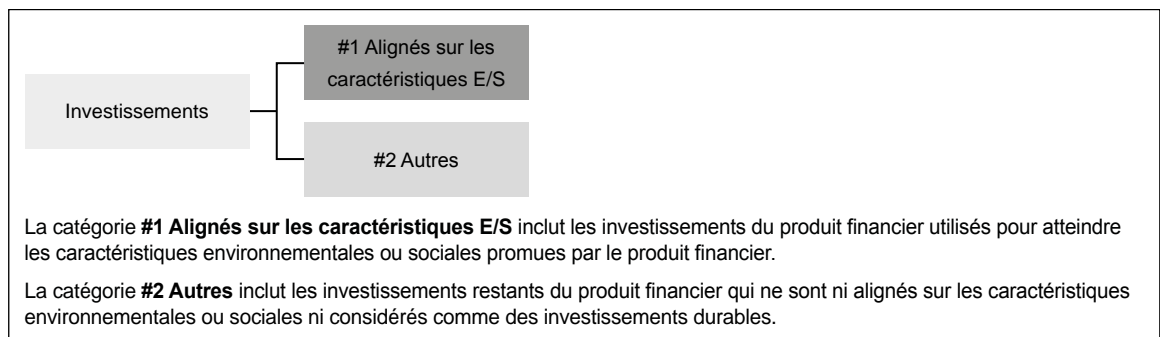 #1 Alignés sur les
caractéristiques E/S
Investissements
#2 Autres
La catégorie #1 Alignés sur les caractéristiques E/S inclut les investissements du produit financier utilisés pour atteindre
les caractéristiques environnementales ou sociales promues par le produit financier.
La catégorie #2 Autres inclut les investissements restants du produit financier qui ne sont ni alignés sur les caractéristiques
environnementales ou sociales ni considérés comme des investissements durables.